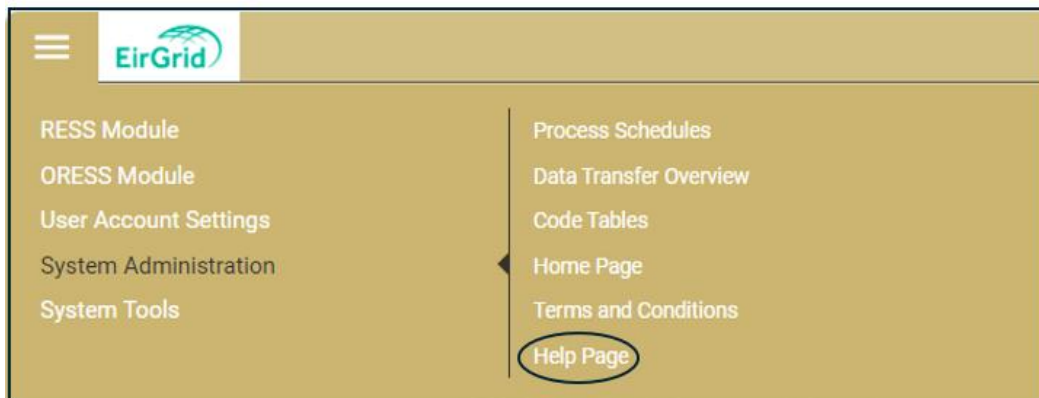 EirGrid
RESS Module
ORESS Module
User Account Settings
System Administration
System Tools
Process Schedules
Data Transfer Overview
Code Tables
Home Page
Terms and Conditions
Help Page